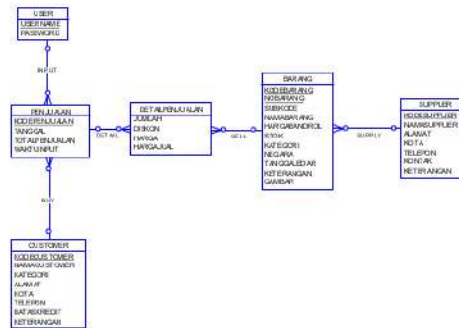 USER
USERNAME
PASSWORD
INPUT
PENJUALAN
KODEPENJUALAN
TANGGAL
TOTALPENJUALAN
WAKTUINPUT
DETAIL
DETAILPENJUALAN
JUMLAH
DISKON
HARGA
HARGAJUAL
SELL
BARANG
KODEBARANG
NOBARANG
SUBKODE
NAMABARANG
HARGABANDROL
STOK
KATEGORI
NEGARA
TANGGALEDAR
KETERANGAN
GAMBAR
SUPPLY
SUPPLIER
KODESUPPLIER
NAMASUPPLIER
ALAMAT
KOTA
TELEPON
KONTAK
KETERANGAN
BUY
CUSTOMER
KODECUSTOMER
NAMACUSTOMER
KATEGORI
ALAMAT
KOTA
TELEPON
BATASKREDIT
KETERANGAN